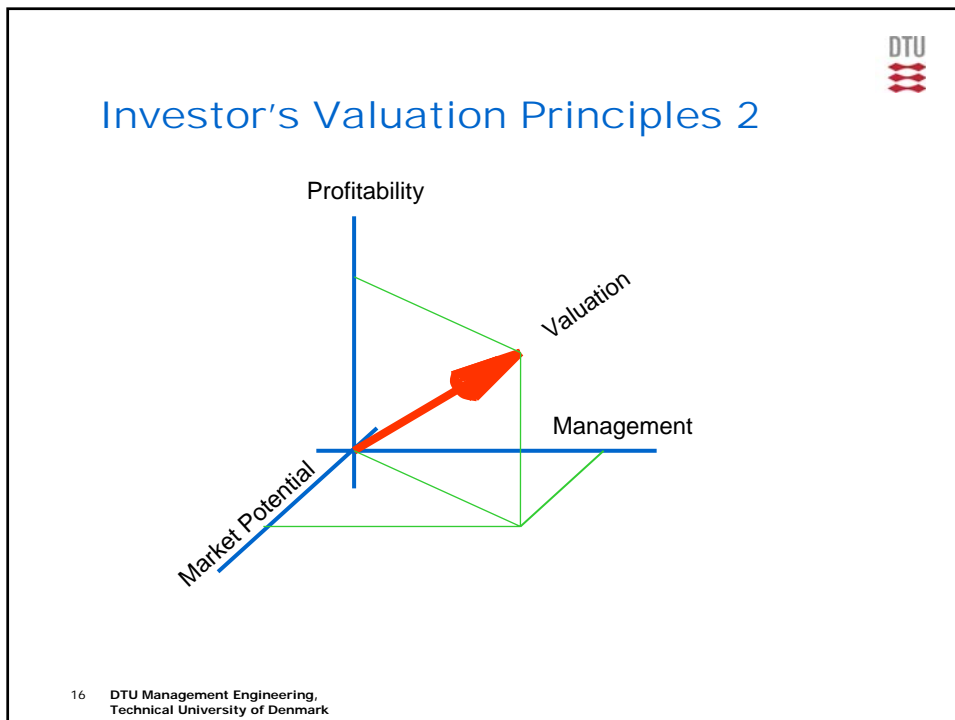 DTU
Investor's Valuation Principles 2
Profitability
Valuation
Management
Market Potential
16 DTU Management Engineering,
Technical University of Denmark